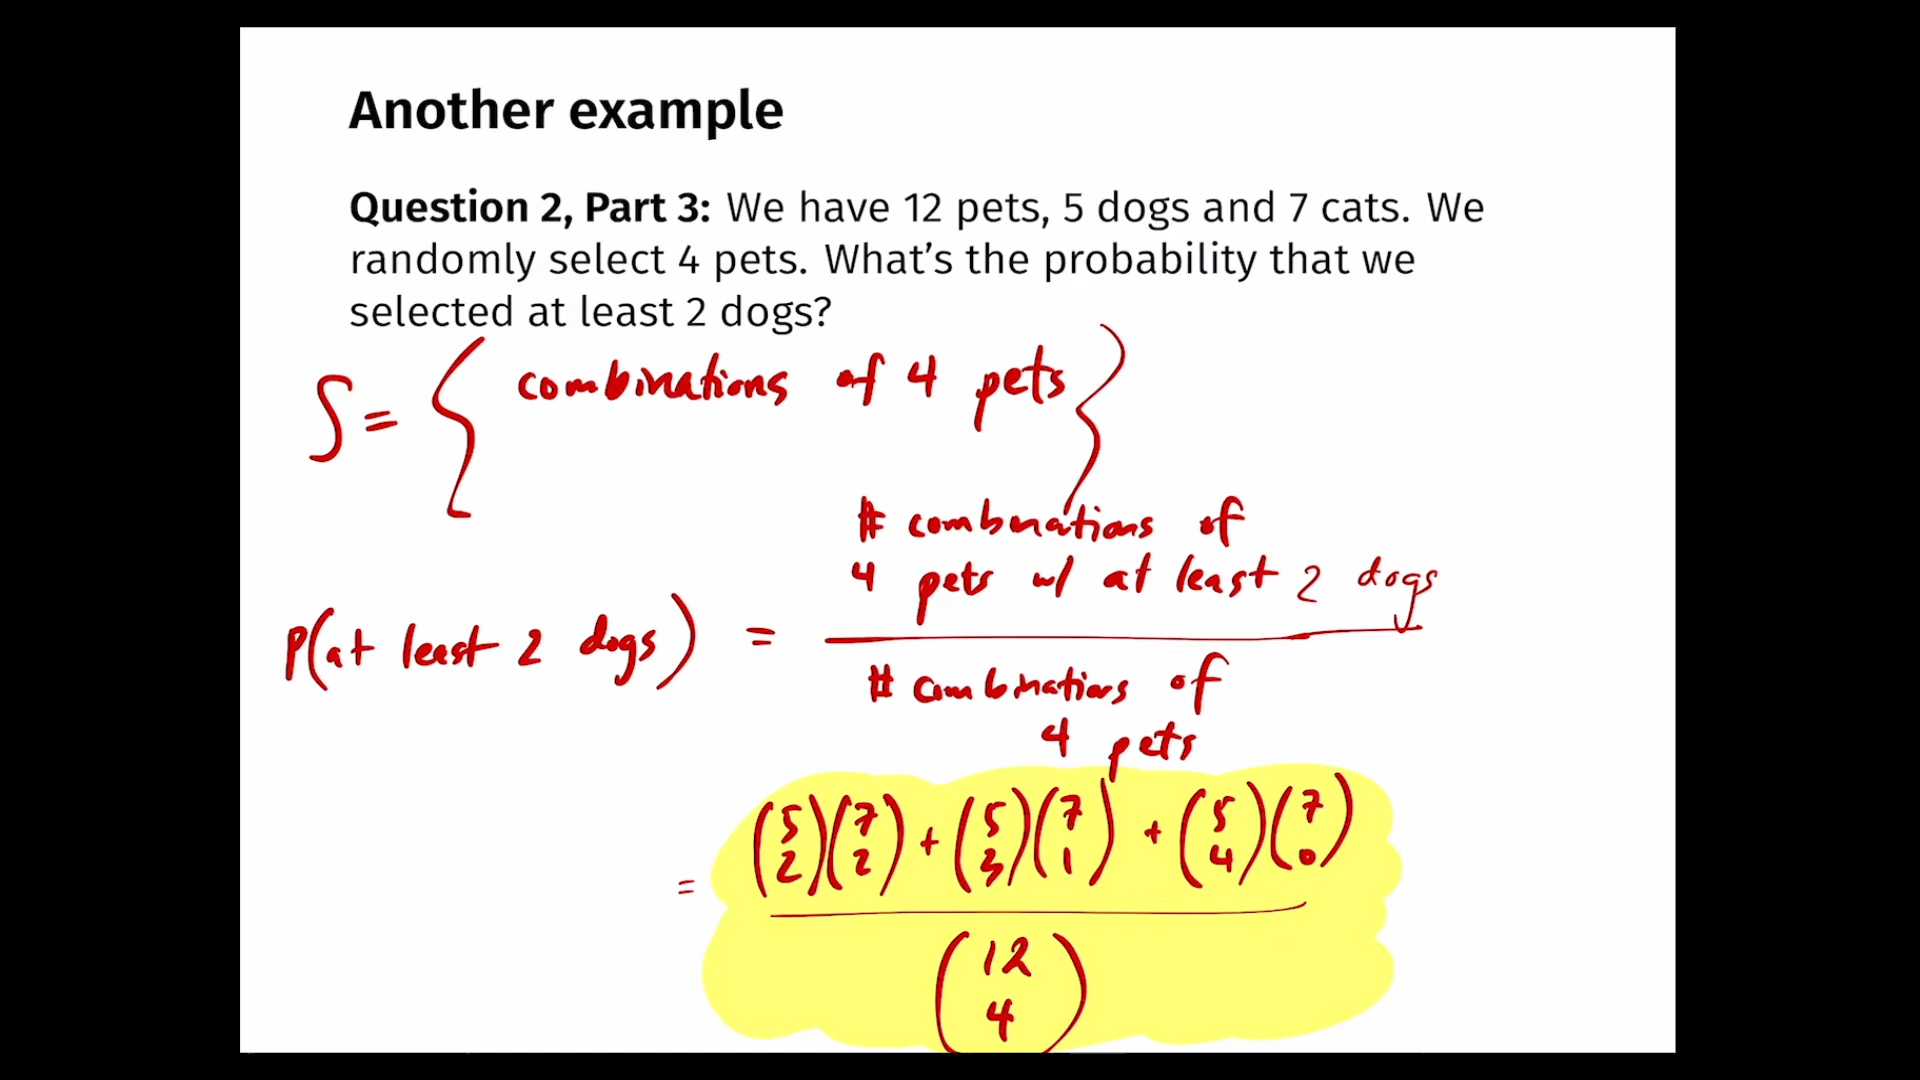 Another example
Question 2, Part 3: We have 12 pets, 5 dogs and 7 cats. We
randomly select 4 pets. What's the probability that we
selected at least 2 dogs?
S = { combinations of 4 pets }
# combinations of
4 pets w/ at least 2 dogs
P(at least 2 dogs) =
# combinations of
4 pets
= (5 2)(7 2) + (5 3)(7 1) + (5 4)(7 0)
(12 4)